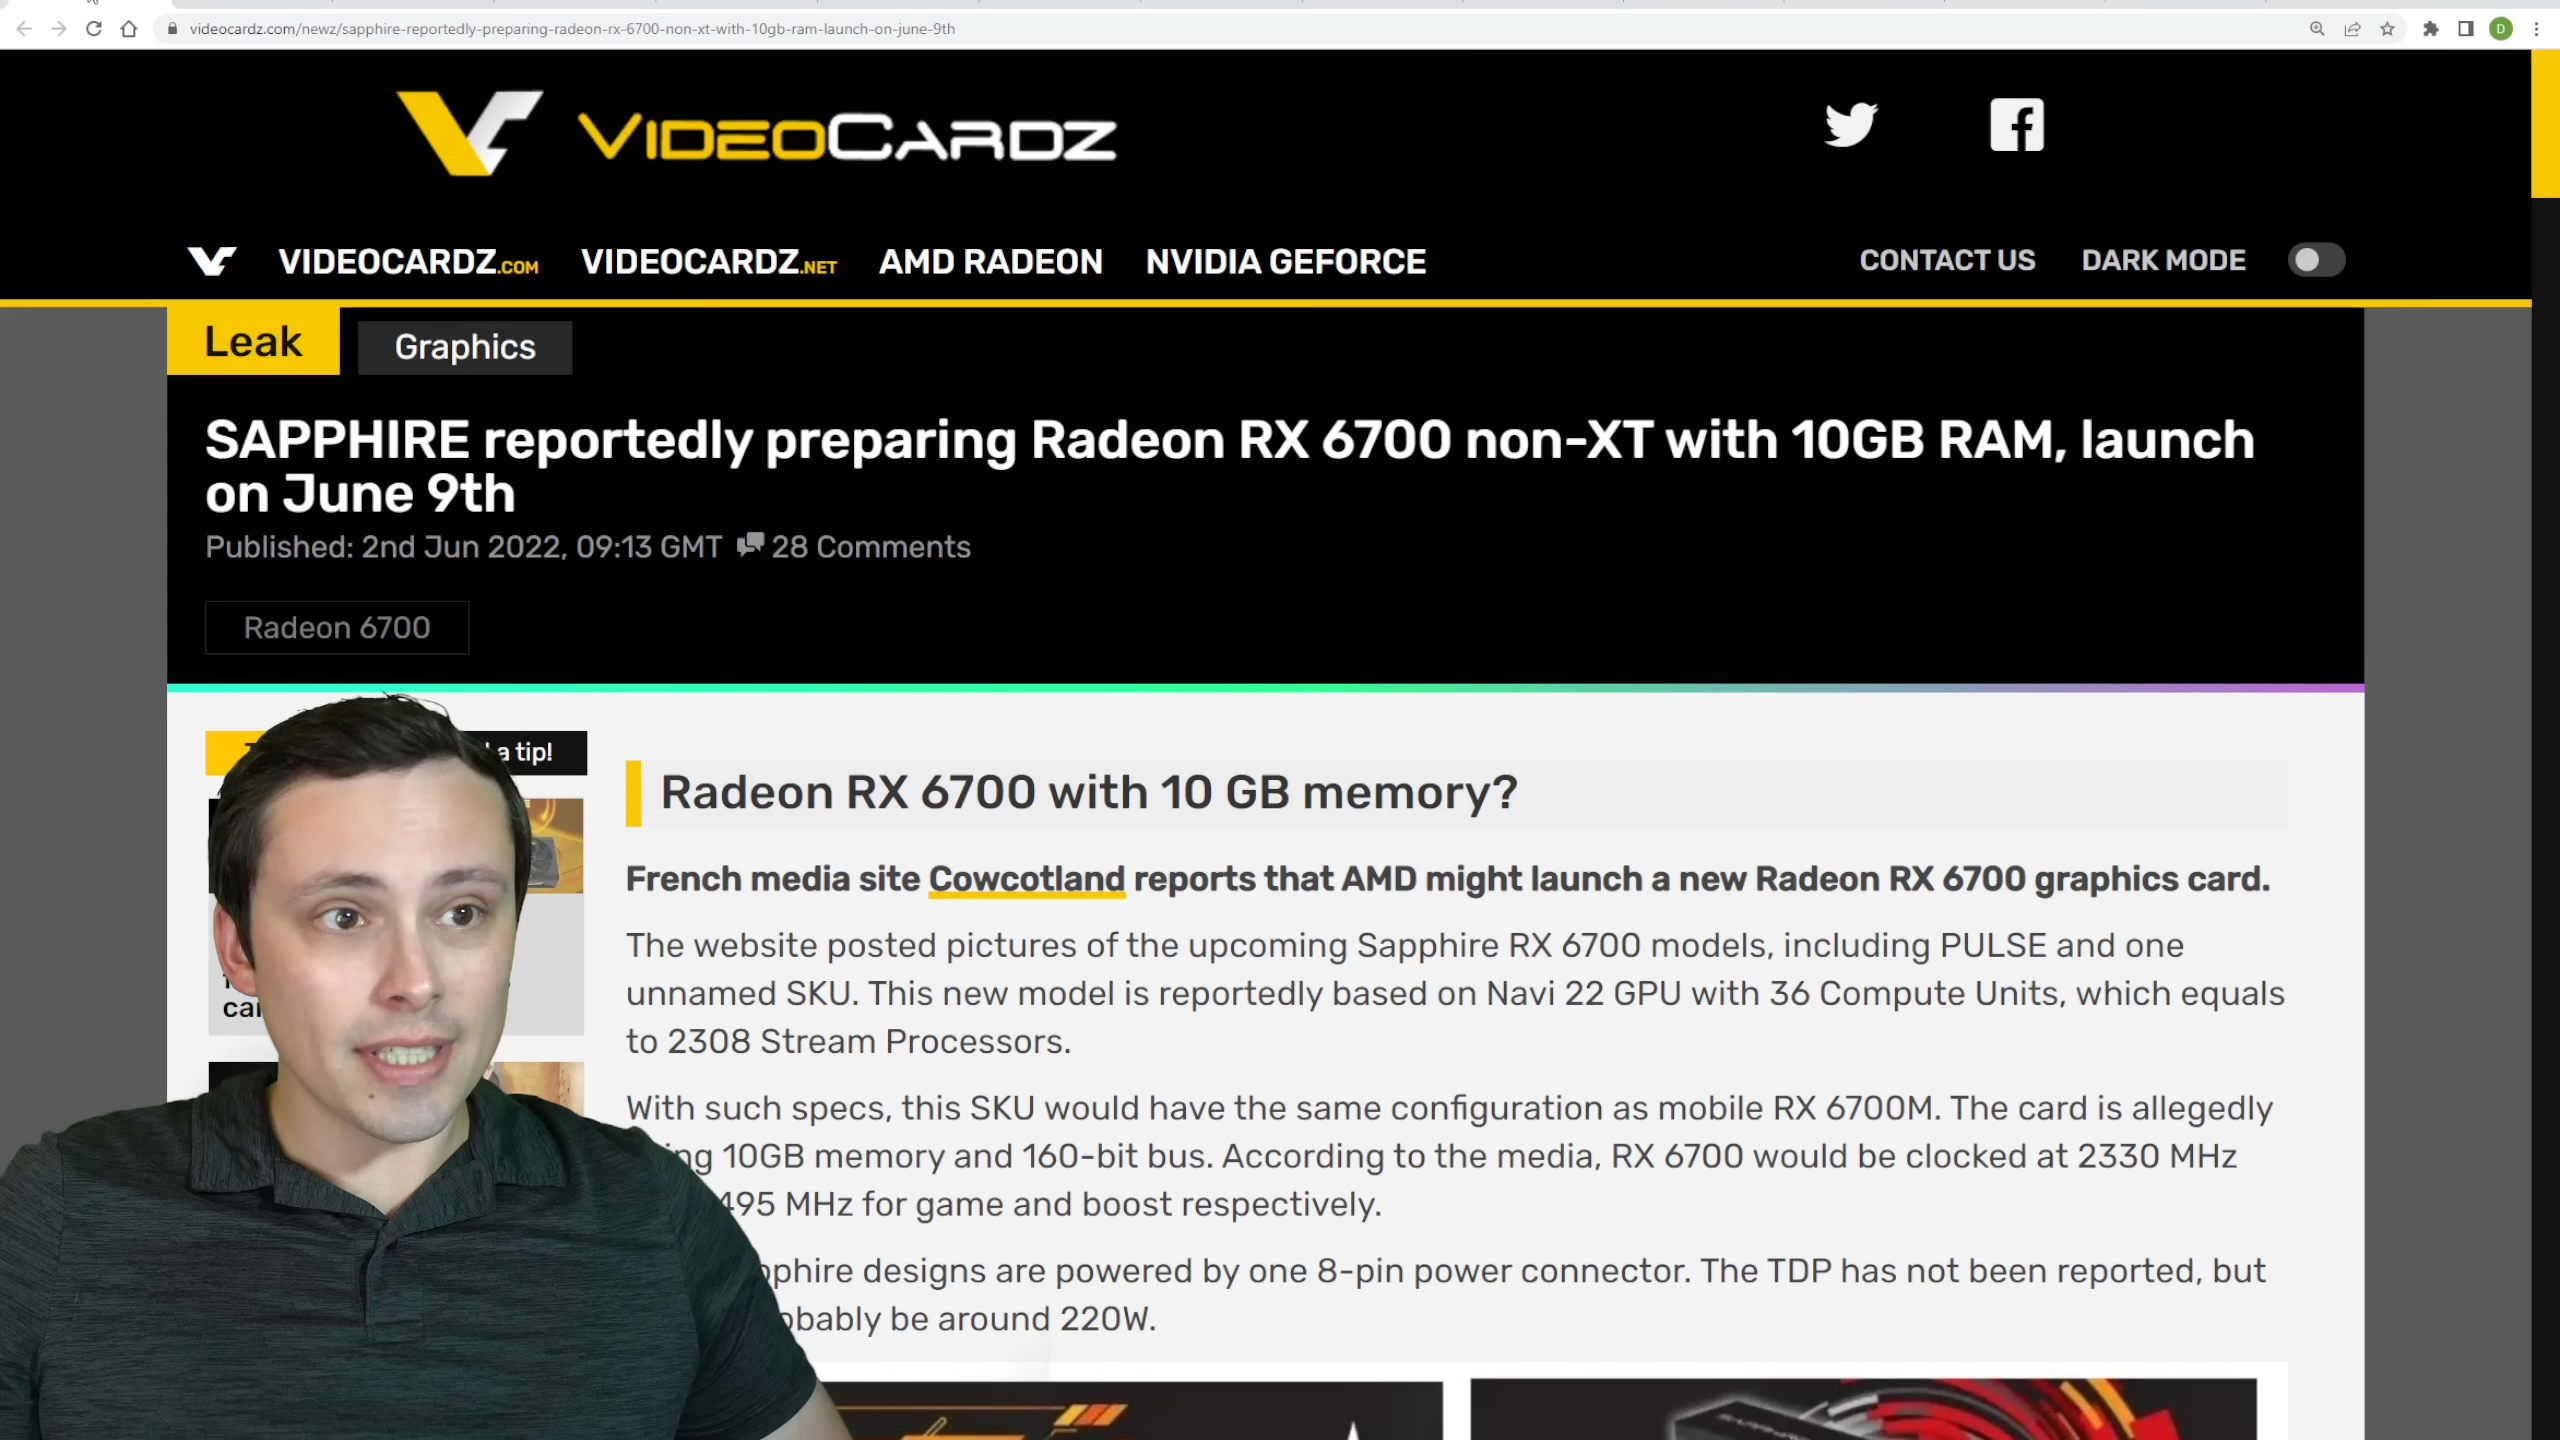 videocardz.com/newz/sapphire-reportedly-preparing-radeon-rx-6700-non-xt-with-10gb-ram-launch-on-june-9th
D
VIDEOCARDZ
VIDEOCARDZ.COM VIDEOCARDZ.NET AMD RADEON NVIDIA GEFORCE CONTACT US DARK MODE
Leak Graphics
SAPPHIRE reportedly preparing Radeon RX 6700 non-XT with 10GB RAM, launch
on June 9th
Published: 2nd Jun 2022, 09:13 GMT 28 Comments
Radeon 6700
a tip!
Radeon RX 6700 with 10 GB memory?
French media site Cowcotland reports that AMD might launch a new Radeon RX 6700 graphics card.
The website posted pictures of the upcoming Sapphire RX 6700 models, including PULSE and one
unnamed SKU. This new model is reportedly based on Navi 22 GPU with 36 Compute Units, which equals
to 2308 Stream Processors.
With such specs, this SKU would have the same configuration as mobile RX 6700M. The card is allegedly
10GB memory and 160-bit bus. According to the media, RX 6700 would be clocked at 2330 MHz
495 MHz for game and boost respectively.
designs are powered by one 8-pin power connector. The TDP has not been reported, but
be around 220W.